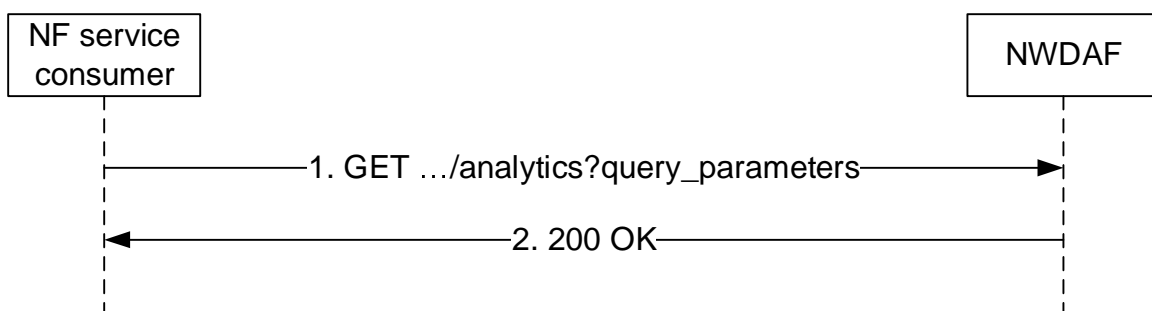 NF service
consumer
NWDAF
1. GET …/analytics?query_parameters
2. 200 OK